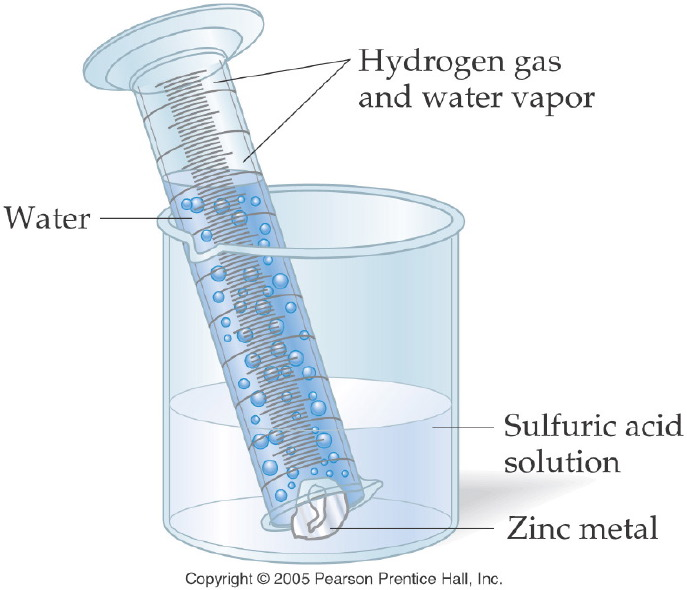 Hydrogen gas
and water vapor
Water
Sulfuric acid
solution
Zinc metal
Copyright © 2005 Pearson Prentice Hall, Inc.